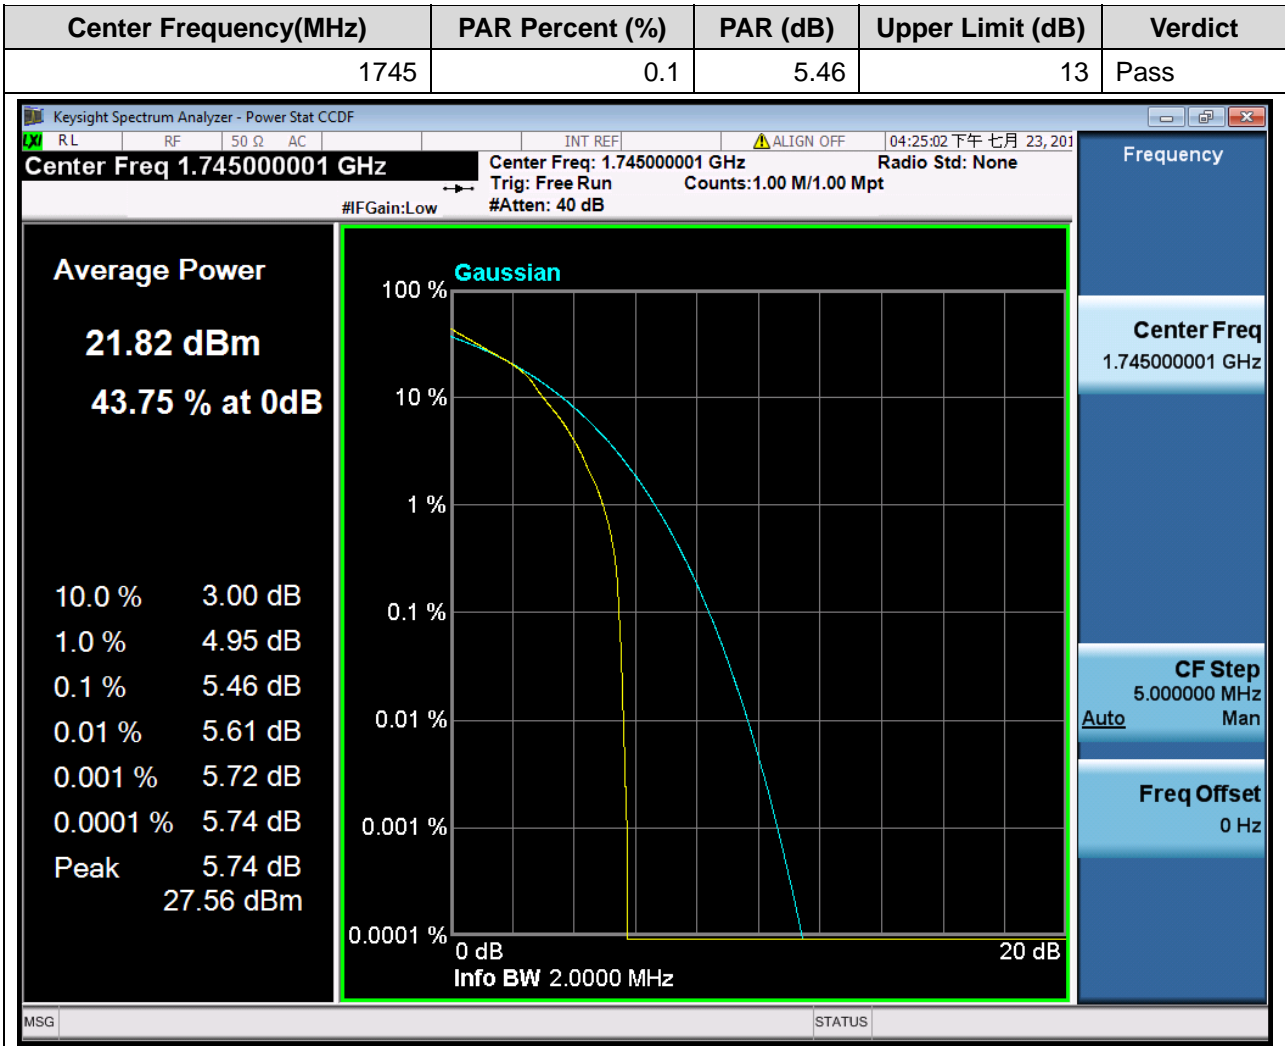 Center Frequency(MHz) PAR Percent (%) PAR (dB) Upper Limit (dB) Verdict
1745 0.1 5.46 13 Pass
Keysight Spectrum Analyzer - Power Stat CCDF
LXI RL RF 50 Ω AC INT REF ALIGN OFF 04:25:02 下午 七月 23, 201
Center Freq 1.745000001 GHz
Center Freq: 1.745000001 GHz Radio Std: None
Trig: Free Run Counts:1.00 M/1.00 Mpt
#IFGain:Low #Atten: 40 dB
Frequency
Average Power
21.82 dBm
43.75 % at 0dB
10.0 % 3.00 dB
1.0 % 4.95 dB
0.1 % 5.46 dB
0.01 % 5.61 dB
0.001 % 5.72 dB
0.0001 % 5.74 dB
Peak 5.74 dB
27.56 dBm
Gaussian
100 %
10 %
1 %
0.1 %
0.01 %
0.001 %
0.0001 %
0 dB 20 dB
Info BW 2.0000 MHz
Center Freq
1.745000001 GHz
CF Step
5.000000 MHz
Auto Man
Freq Offset
0 Hz
MSG STATUS